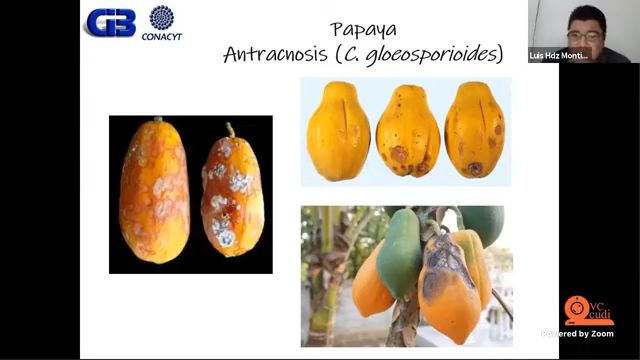 CIB
CONACYT
Papaya
Antracnosis (C. gloeosporioides)
Luis Hdz Monti...
VC
cudi
Powered by Zoom